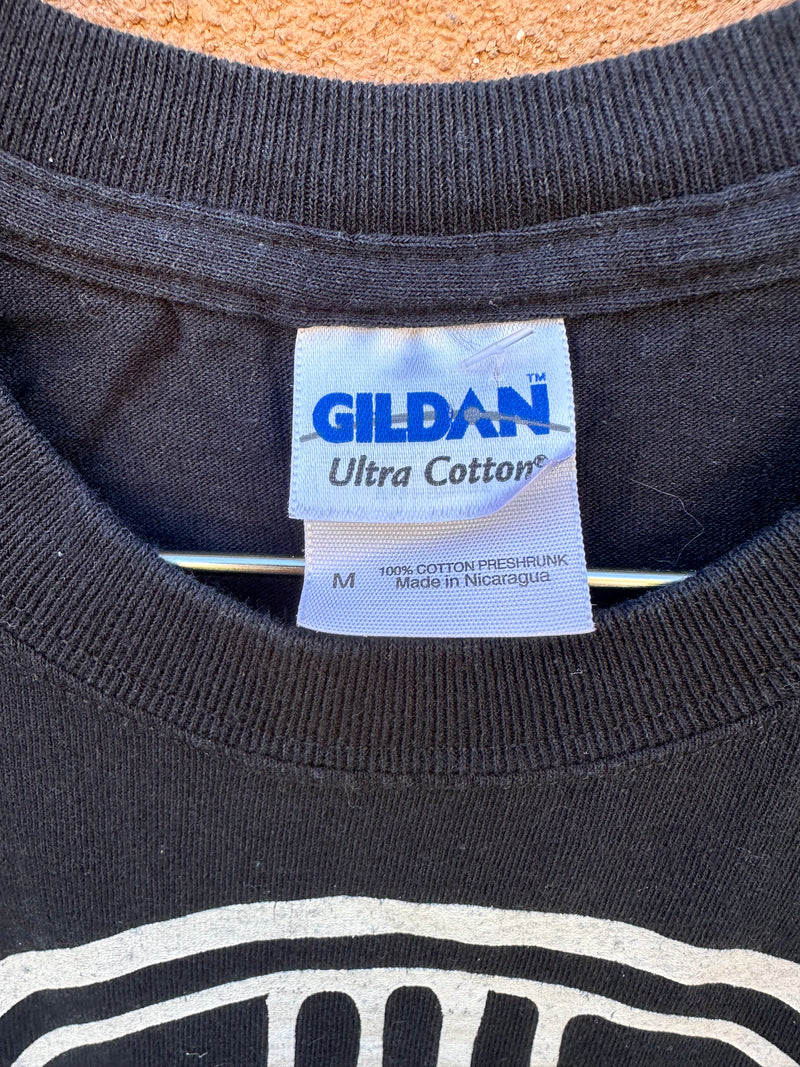 GILDAN™
Ultra Cotton®
M
100% COTTON PRESHRUNK
Made in Nicaragua